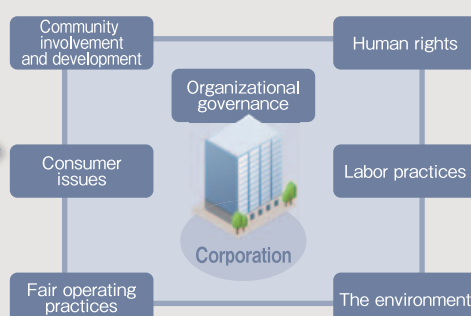 Community
involvement
and development
Human rights
Organizational
governance
Consumer
issues
Labor practices
Corporation
Fair operating
practices
The environment